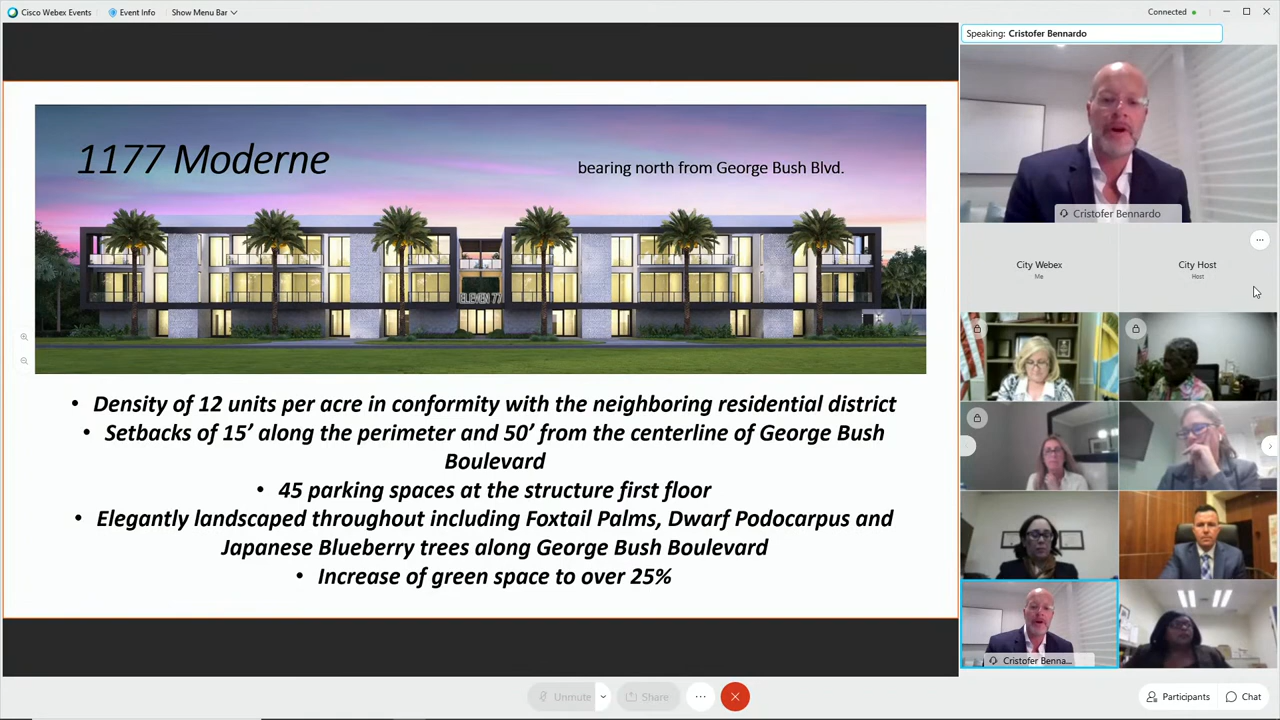 Cisco Webex Events
Event Info
Show Menu Bar
Connected
Speaking: Cristofer Bennardo
1177 Moderne
bearing north from George Bush Blvd.
ELEVEN 77
• Density of 12 units per acre in conformity with the neighboring residential district
• Setbacks of 15’ along the perimeter and 50’ from the centerline of George Bush
Boulevard
• 45 parking spaces at the structure first floor
• Elegantly landscaped throughout including Foxtail Palms, Dwarf Podocarpus and
Japanese Blueberry trees along George Bush Boulevard
• Increase of green space to over 25%
Cristofer Bennardo
City Webex
Me
City Host
Host
Cristofer Benna...
Unmute
Share
Participants
Chat